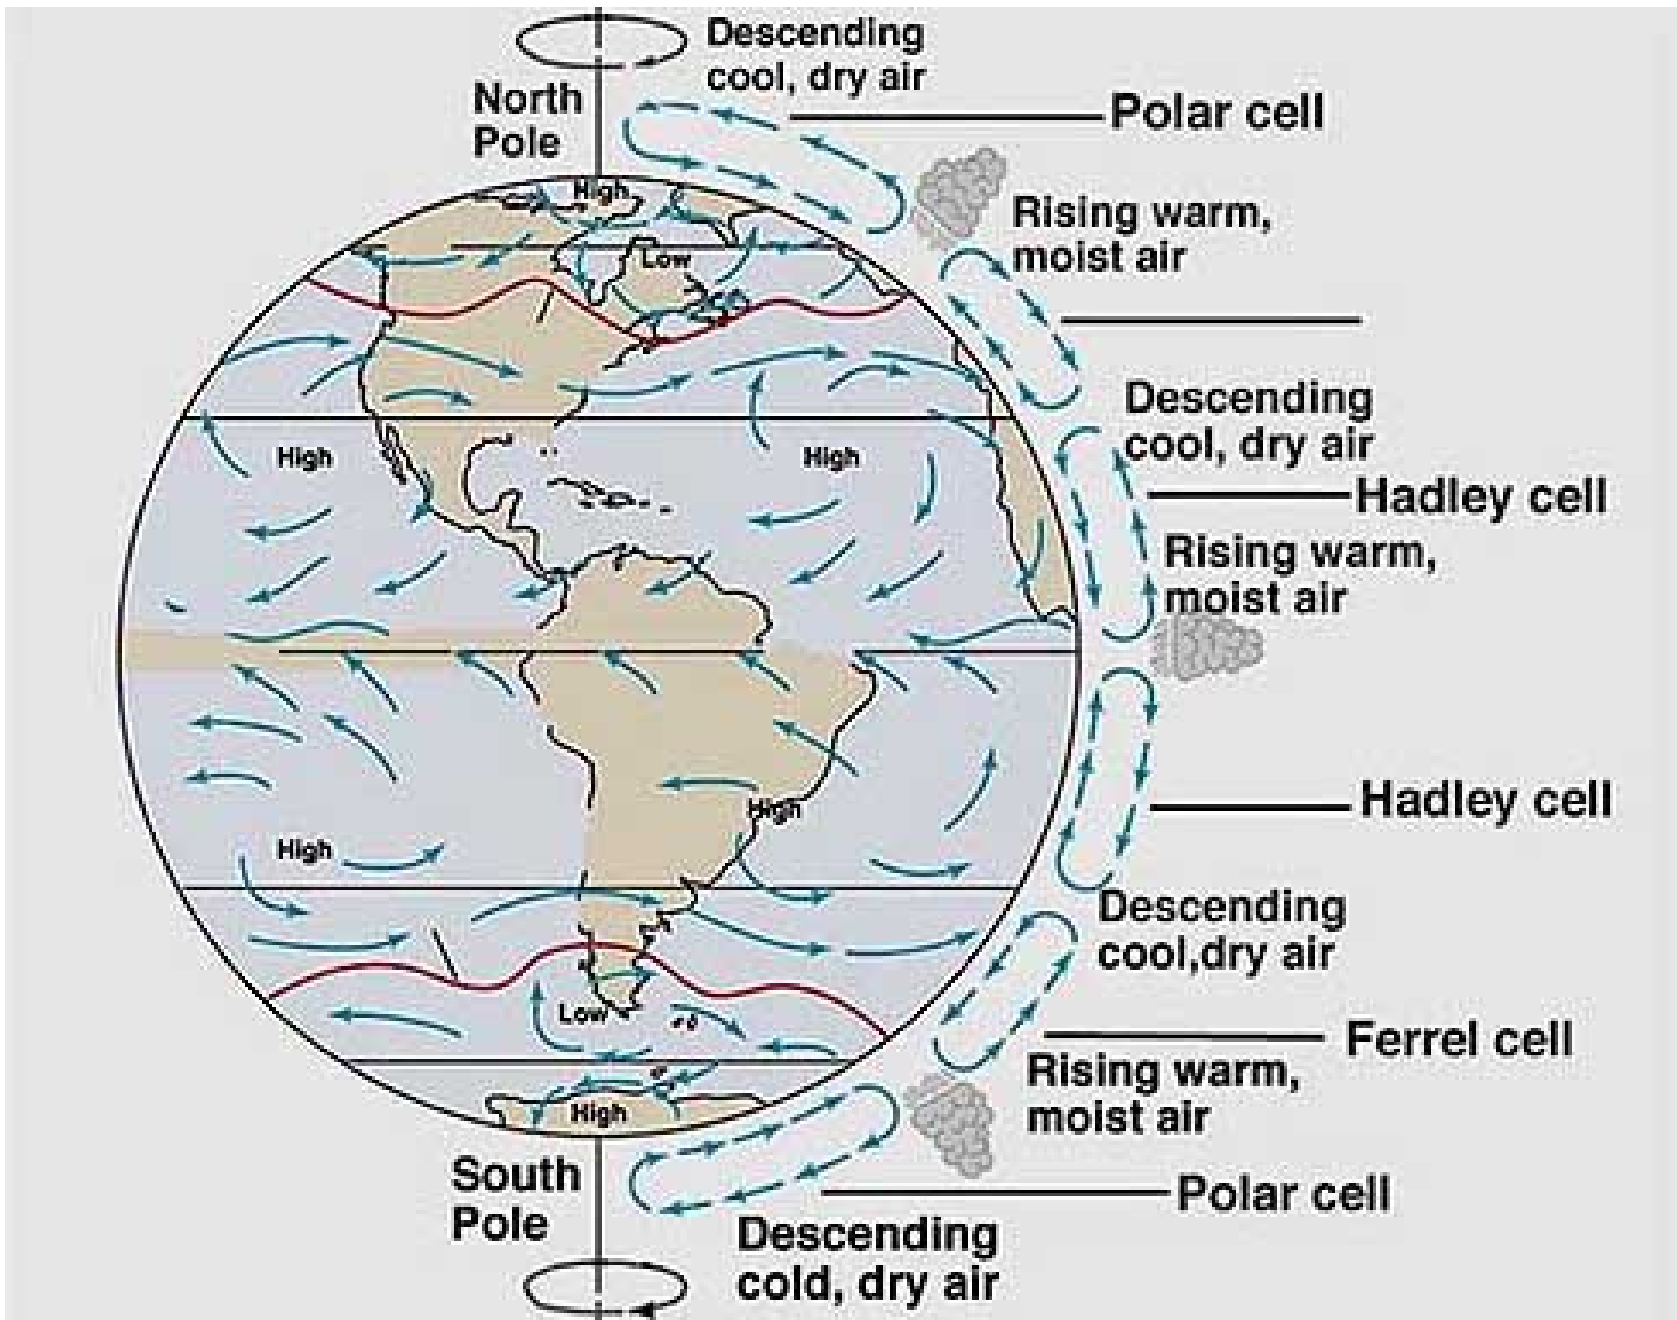 Descending
cool, dry air
North
Pole
Polar cell
High
Rising warm,
moist air
Low
Descending
cool, dry air
High
High
Hadley cell
Rising warm,
moist air
High
Hadley cell
High
Descending
cool,dry air
Low
Ferrel cell
Rising warm,
moist air
High
South
Pole
Polar cell
Descending
cold, dry air